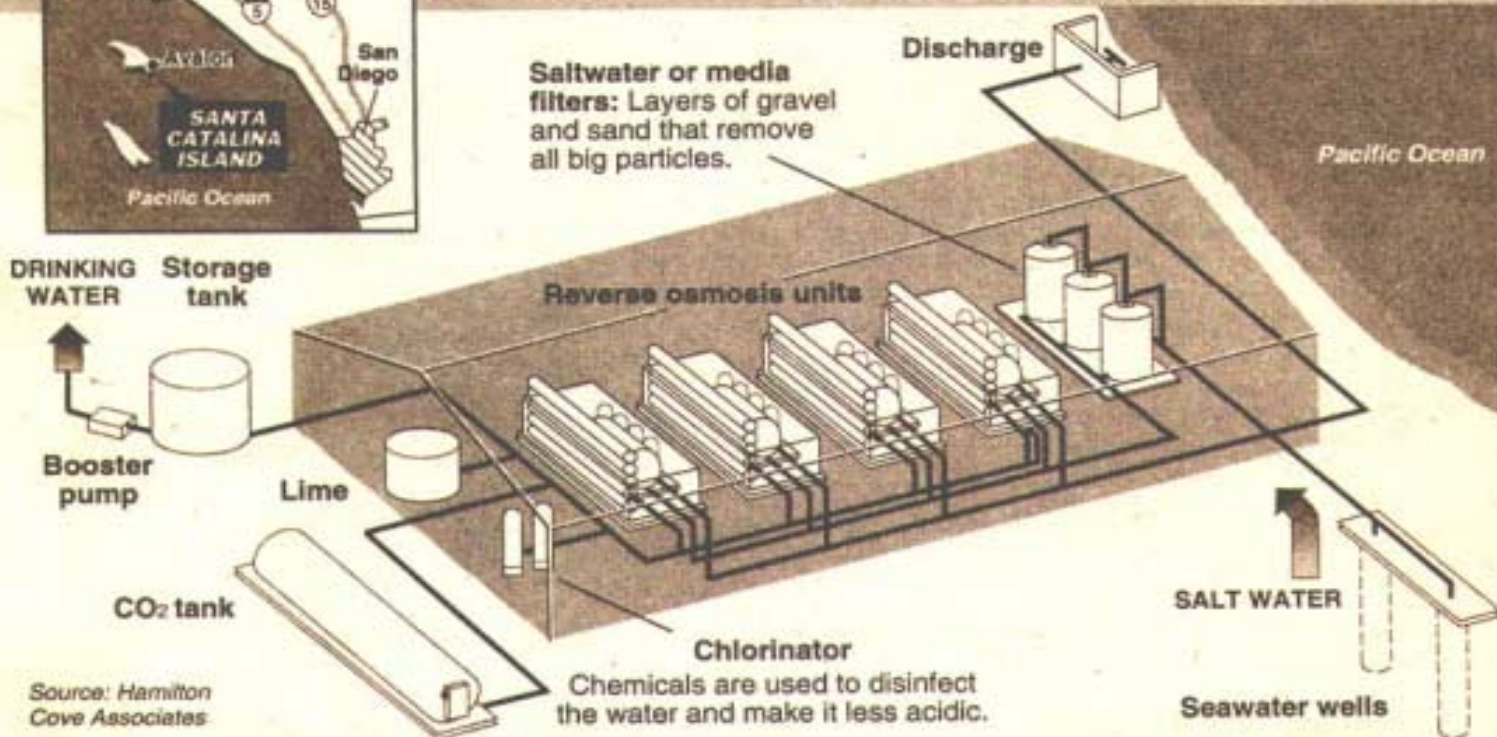 5
15
Avalon
San
Diego
SANTA
CATALINA
ISLAND
Pacific Ocean
Discharge
Saltwater or media
filters: Layers of gravel
and sand that remove
all big particles.
Pacific Ocean
DRINKING
WATER
Storage
tank
Reverse osmosis units
Booster
pump
Lime
CO2 tank
SALT WATER
Chlorinator
Chemicals are used to disinfect
the water and make it less acidic.
Seawater wells
Source: Hamilton
Cove Associates